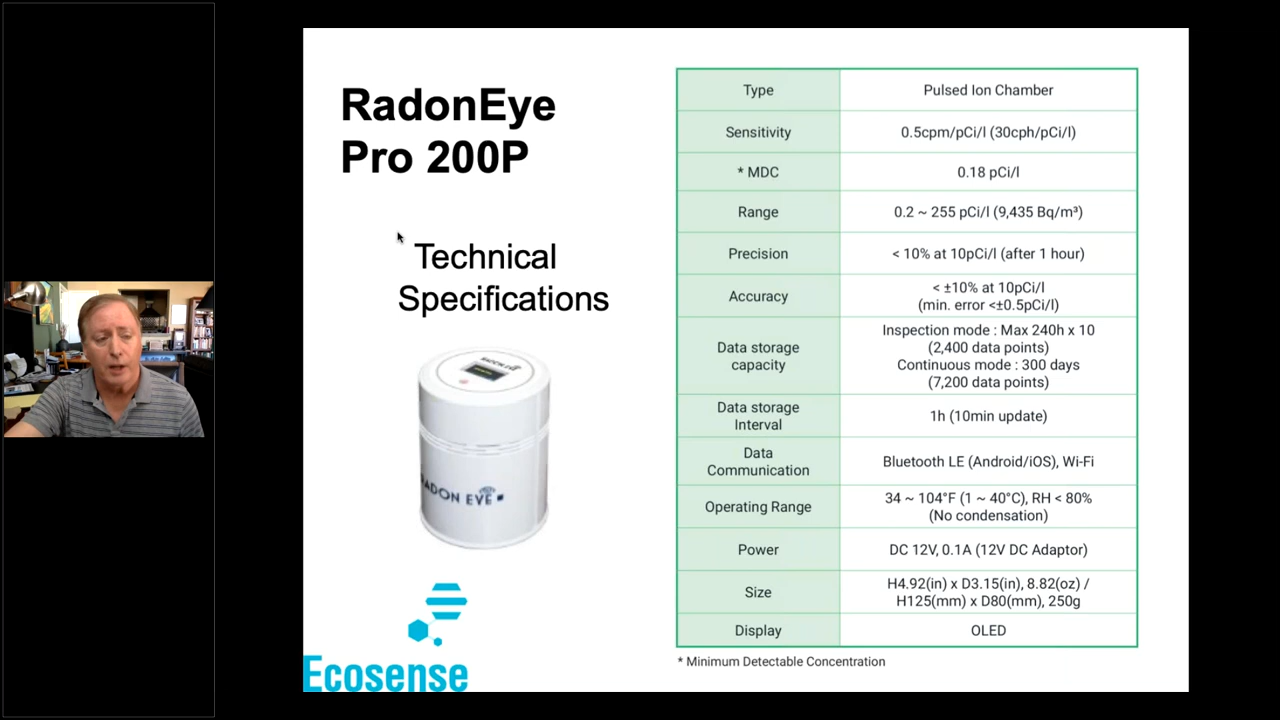 RadonEye
Pro 200P
Technical
Specifications
RADON EYE
Ecosense
Type Pulsed Ion Chamber
Sensitivity 0.5cpm/pCi/l (30cph/pCi/l)
* MDC 0.18 pCi/l
Range 0.2 ~ 255 pCi/l (9,435 Bq/m³)
Precision < 10% at 10pCi/l (after 1 hour)
Accuracy < ±10% at 10pCi/l
(min. error <±0.5pCi/l)
Data storage
capacity
Inspection mode : Max 240h x 10
(2,400 data points)
Continuous mode : 300 days
(7,200 data points)
Data storage
Interval
1h (10min update)
Data
Communication
Bluetooth LE (Android/iOS), Wi-Fi
Operating Range
34 ~ 104°F (1 ~ 40°C), RH < 80%
(No condensation)
Power DC 12V, 0.1A (12V DC Adaptor)
Size
H4.92(in) x D3.15(in), 8.82(oz) /
H125(mm) x D80(mm), 250g
Display OLED
* Minimum Detectable Concentration